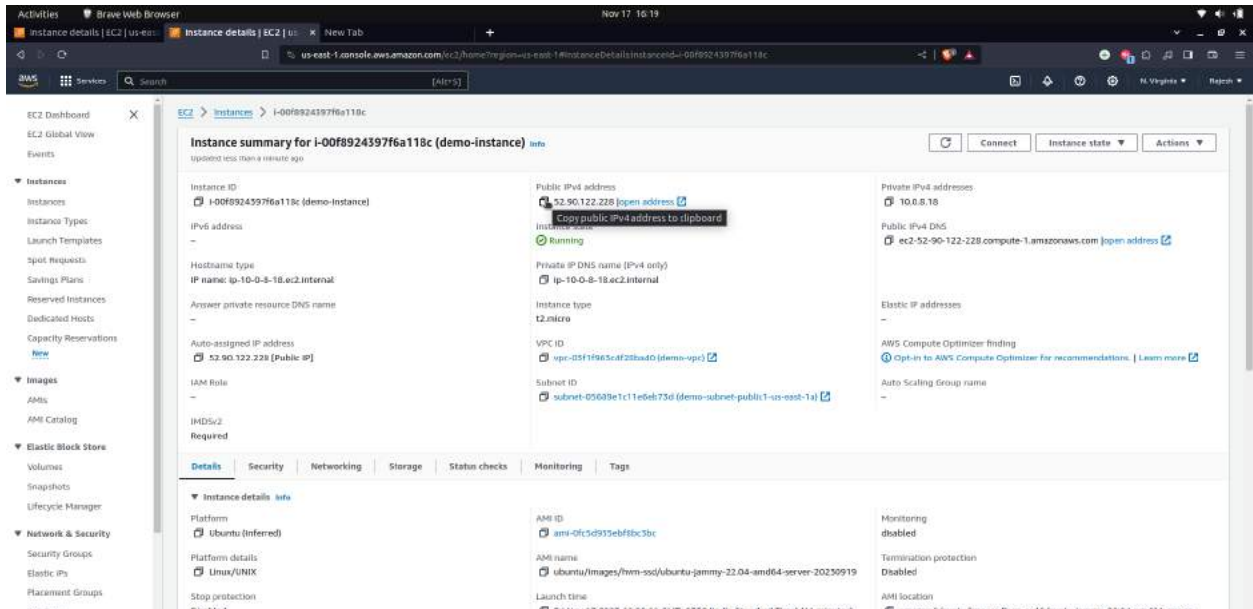 Activities Brave Web Browser Nov 17 16:19
Instance details | EC2 | us-eas Instance details | EC2 | us × New Tab +
us-east-1.console.aws.amazon.com/ec2/home?region=us-east-1#InstanceDetails:instanceId=i-00f8924397f6a118c
aws Services Search [Alt+S] N. Virginia Rajesh
EC2 Dashboard
EC2 Global View
Events
Instances
Instances
Instance Types
Launch Templates
Spot Requests
Savings Plans
Reserved Instances
Dedicated Hosts
Capacity Reservations
New
Images
AMIs
AMI Catalog
Elastic Block Store
Volumes
Snapshots
Lifecycle Manager
Network & Security
Security Groups
Elastic IPs
Placement Groups
EC2 > Instances > i-00f8924397f6a118c
Instance summary for i-00f8924397f6a118c (demo-instance) Info
Updated less than a minute ago
Connect Instance state Actions
Instance ID
i-00f8924397f6a118c (demo-instance)
Public IPv4 address
52.90.122.228 | open address
Copy public IPv4 address to clipboard
Private IPv4 addresses
10.0.8.18
IPv6 address
–
Instance state
Running
Public IPv4 DNS
ec2-52-90-122-228.compute-1.amazonaws.com | open address
Hostname type
IP name: ip-10-0-8-18.ec2.internal
Private IP DNS name (IPv4 only)
ip-10-0-8-18.ec2.internal
Answer private resource DNS name
–
Instance type
t2.micro
Elastic IP addresses
–
Auto-assigned IP address
52.90.122.228 [Public IP]
VPC ID
(demo-vpc)
AWS Compute Optimizer finding
Opt-in to AWS Compute Optimizer for recommendations. | Learn more
IAM Role
–
Subnet ID
subnet-05689e1c11e6eb73d (demo-subnet-public1-us-east-1a)
Auto Scaling Group name
–
IMDSv2
Required
Details Security Networking Storage Status checks Monitoring Tags
Instance details Info
Platform
Ubuntu (Inferred)
AMI ID
ami-0fc5d935ebf8bc3bc
Monitoring
disabled
Platform details
Linux/UNIX
AMI name
ubuntu/images/hvm-ssd/ubuntu-jammy-22.04-amd64-server-20230919
Termination protection
Disabled
Stop protection
Launch time
AMI location